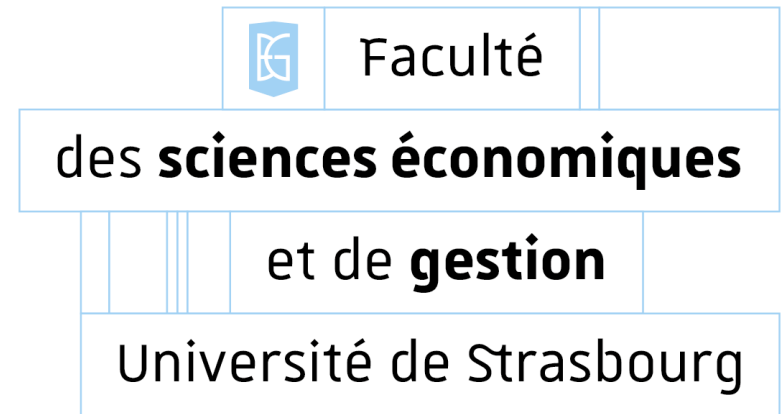 Faculté
des sciences économiques
et de gestion
Université de Strasbourg